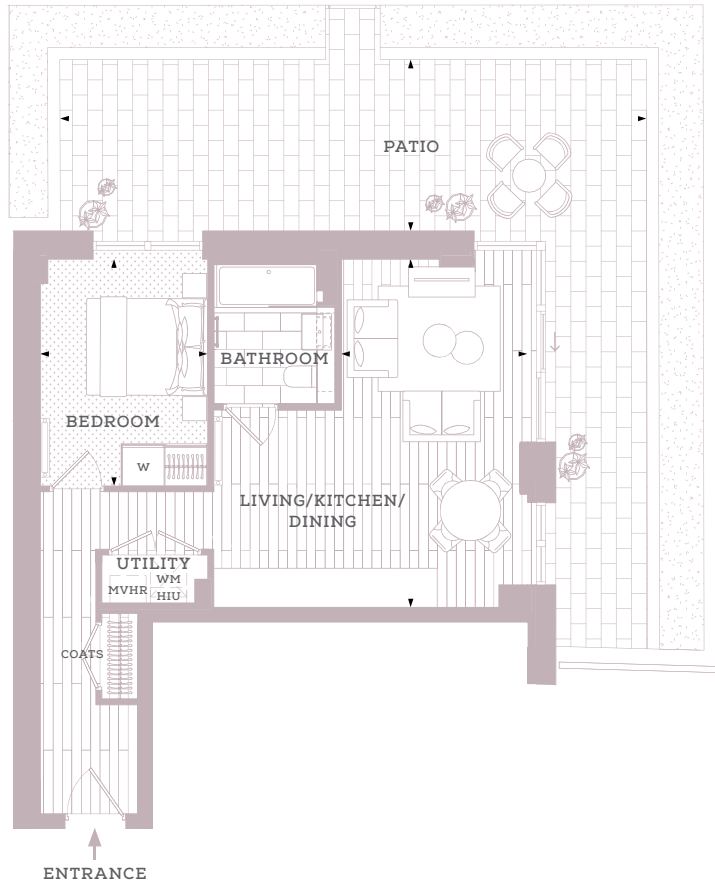 PATIO
BATHROOM
BEDROOM
W
LIVING/KITCHEN/
DINING
UTILITY
WM
MVHR
HIU
COATS
ENTRANCE